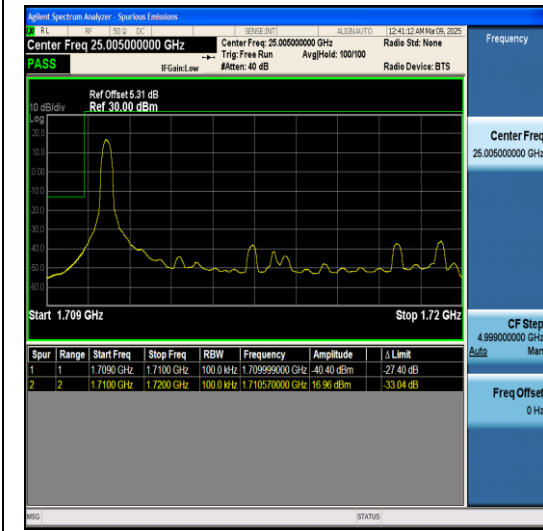 Agilent Spectrum Analyzer - Spurious Emissions
RL RF 50 Ω DC SENSE:INT ALIGNAUTO 12:41:12 AM Mar 09, 2025
Center Freq 25.005000000 GHz Center Freq: 25.005000000 GHz Radio Std: None
Trig: Free Run Avg|Hold: 100/100
PASS IFGain:Low #Atten: 40 dB Radio Device: BTS
Ref Offset 5.31 dB
10 dB/div Ref 30.00 dBm
Log
20.0
10.0
0.00
-10.0
-20.0
-30.0
-40.0
-50.0
-60.0
Start 1.709 GHz Stop 1.72 GHz
Spur Range Start Freq Stop Freq RBW Frequency Amplitude Δ Limit
1 1 1.7090 GHz 1.7100 GHz 100.0 kHz 1.709999000 GHz -40.40 dBm -27.40 dB
2 2 1.7100 GHz 1.7200 GHz 100.0 kHz 1.710570000 GHz 16.96 dBm -33.04 dB
MSG STATUS
Frequency
Center Freq
25.005000000 GHz
CF Step
4.999000000 GHz
Auto Man
Freq Offset
0 Hz